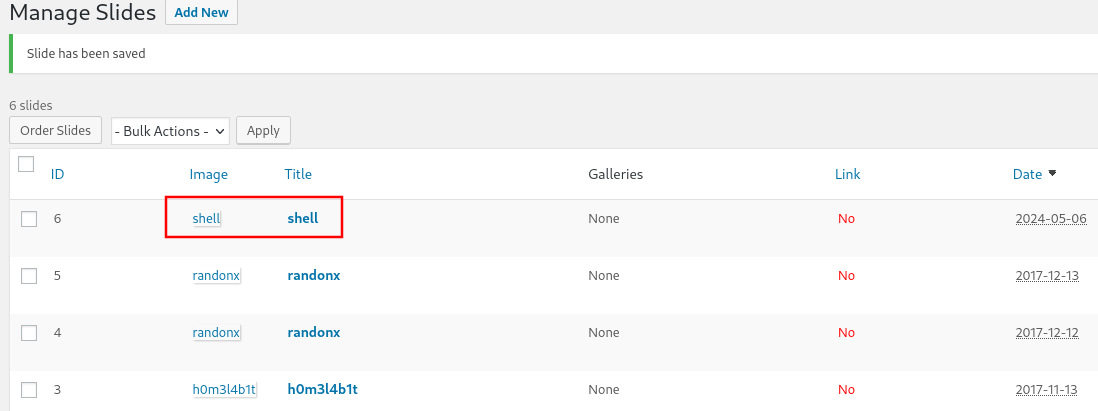 Manage Slides Add New
Slide has been saved
6 slides
Order Slides - Bulk Actions - Apply
ID Image Title Galleries Link Date
6 shell shell None No 2024-05-06
5 randonx randonx None No 2017-12-13
4 randonx randonx None No 2017-12-12
3 h0m3l4b1t h0m3l4b1t None No 2017-11-13